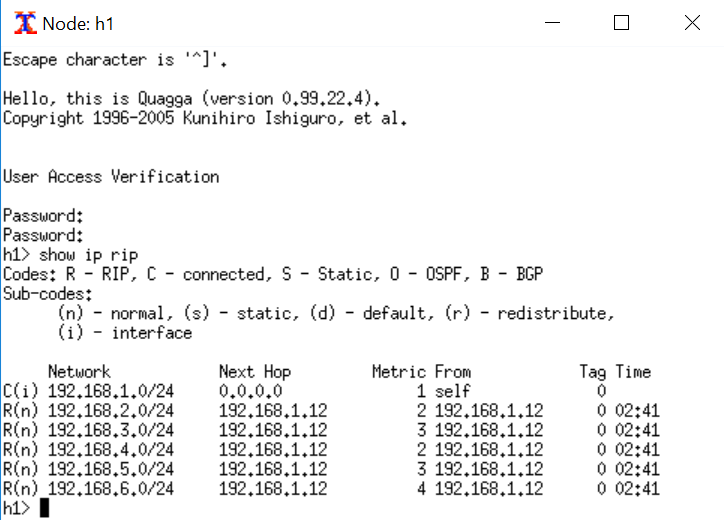 Node: h1
Escape character is '^]'.
Hello, this is Quagga (version 0.99.22.4).
Copyright 1996-2005 Kunihiro Ishiguro, et al.
User Access Verification
Password:
Password:
h1> show ip rip
Codes: R - RIP, C - connected, S - Static, O - OSPF, B - BGP
Sub-codes:
      (n) - normal, (s) - static, (d) - default, (r) - redistribute,
      (i) - interface
     Network            Next Hop         Metric From            Tag Time
C(i) 192.168.1.0/24     0.0.0.0               1 self              0
R(n) 192.168.2.0/24     192.168.1.12          2 192.168.1.12      0 02:41
R(n) 192.168.3.0/24     192.168.1.12          3 192.168.1.12      0 02:41
R(n) 192.168.4.0/24     192.168.1.12          2 192.168.1.12      0 02:41
R(n) 192.168.5.0/24     192.168.1.12          3 192.168.1.12      0 02:41
R(n) 192.168.6.0/24     192.168.1.12          4 192.168.1.12      0 02:41
h1>